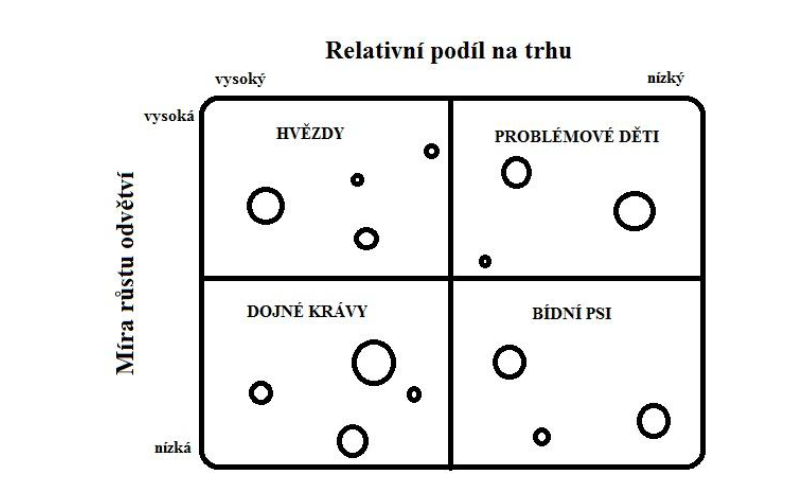 Relativní podíl na trhu
vysoký
nízký
vysoká
HVĚZDY
PROBLÉMOVÉ DĚTI
Míra růstu odvětví
DOJNÉ KRÁVY
BÍDNÍ PSI
nízká